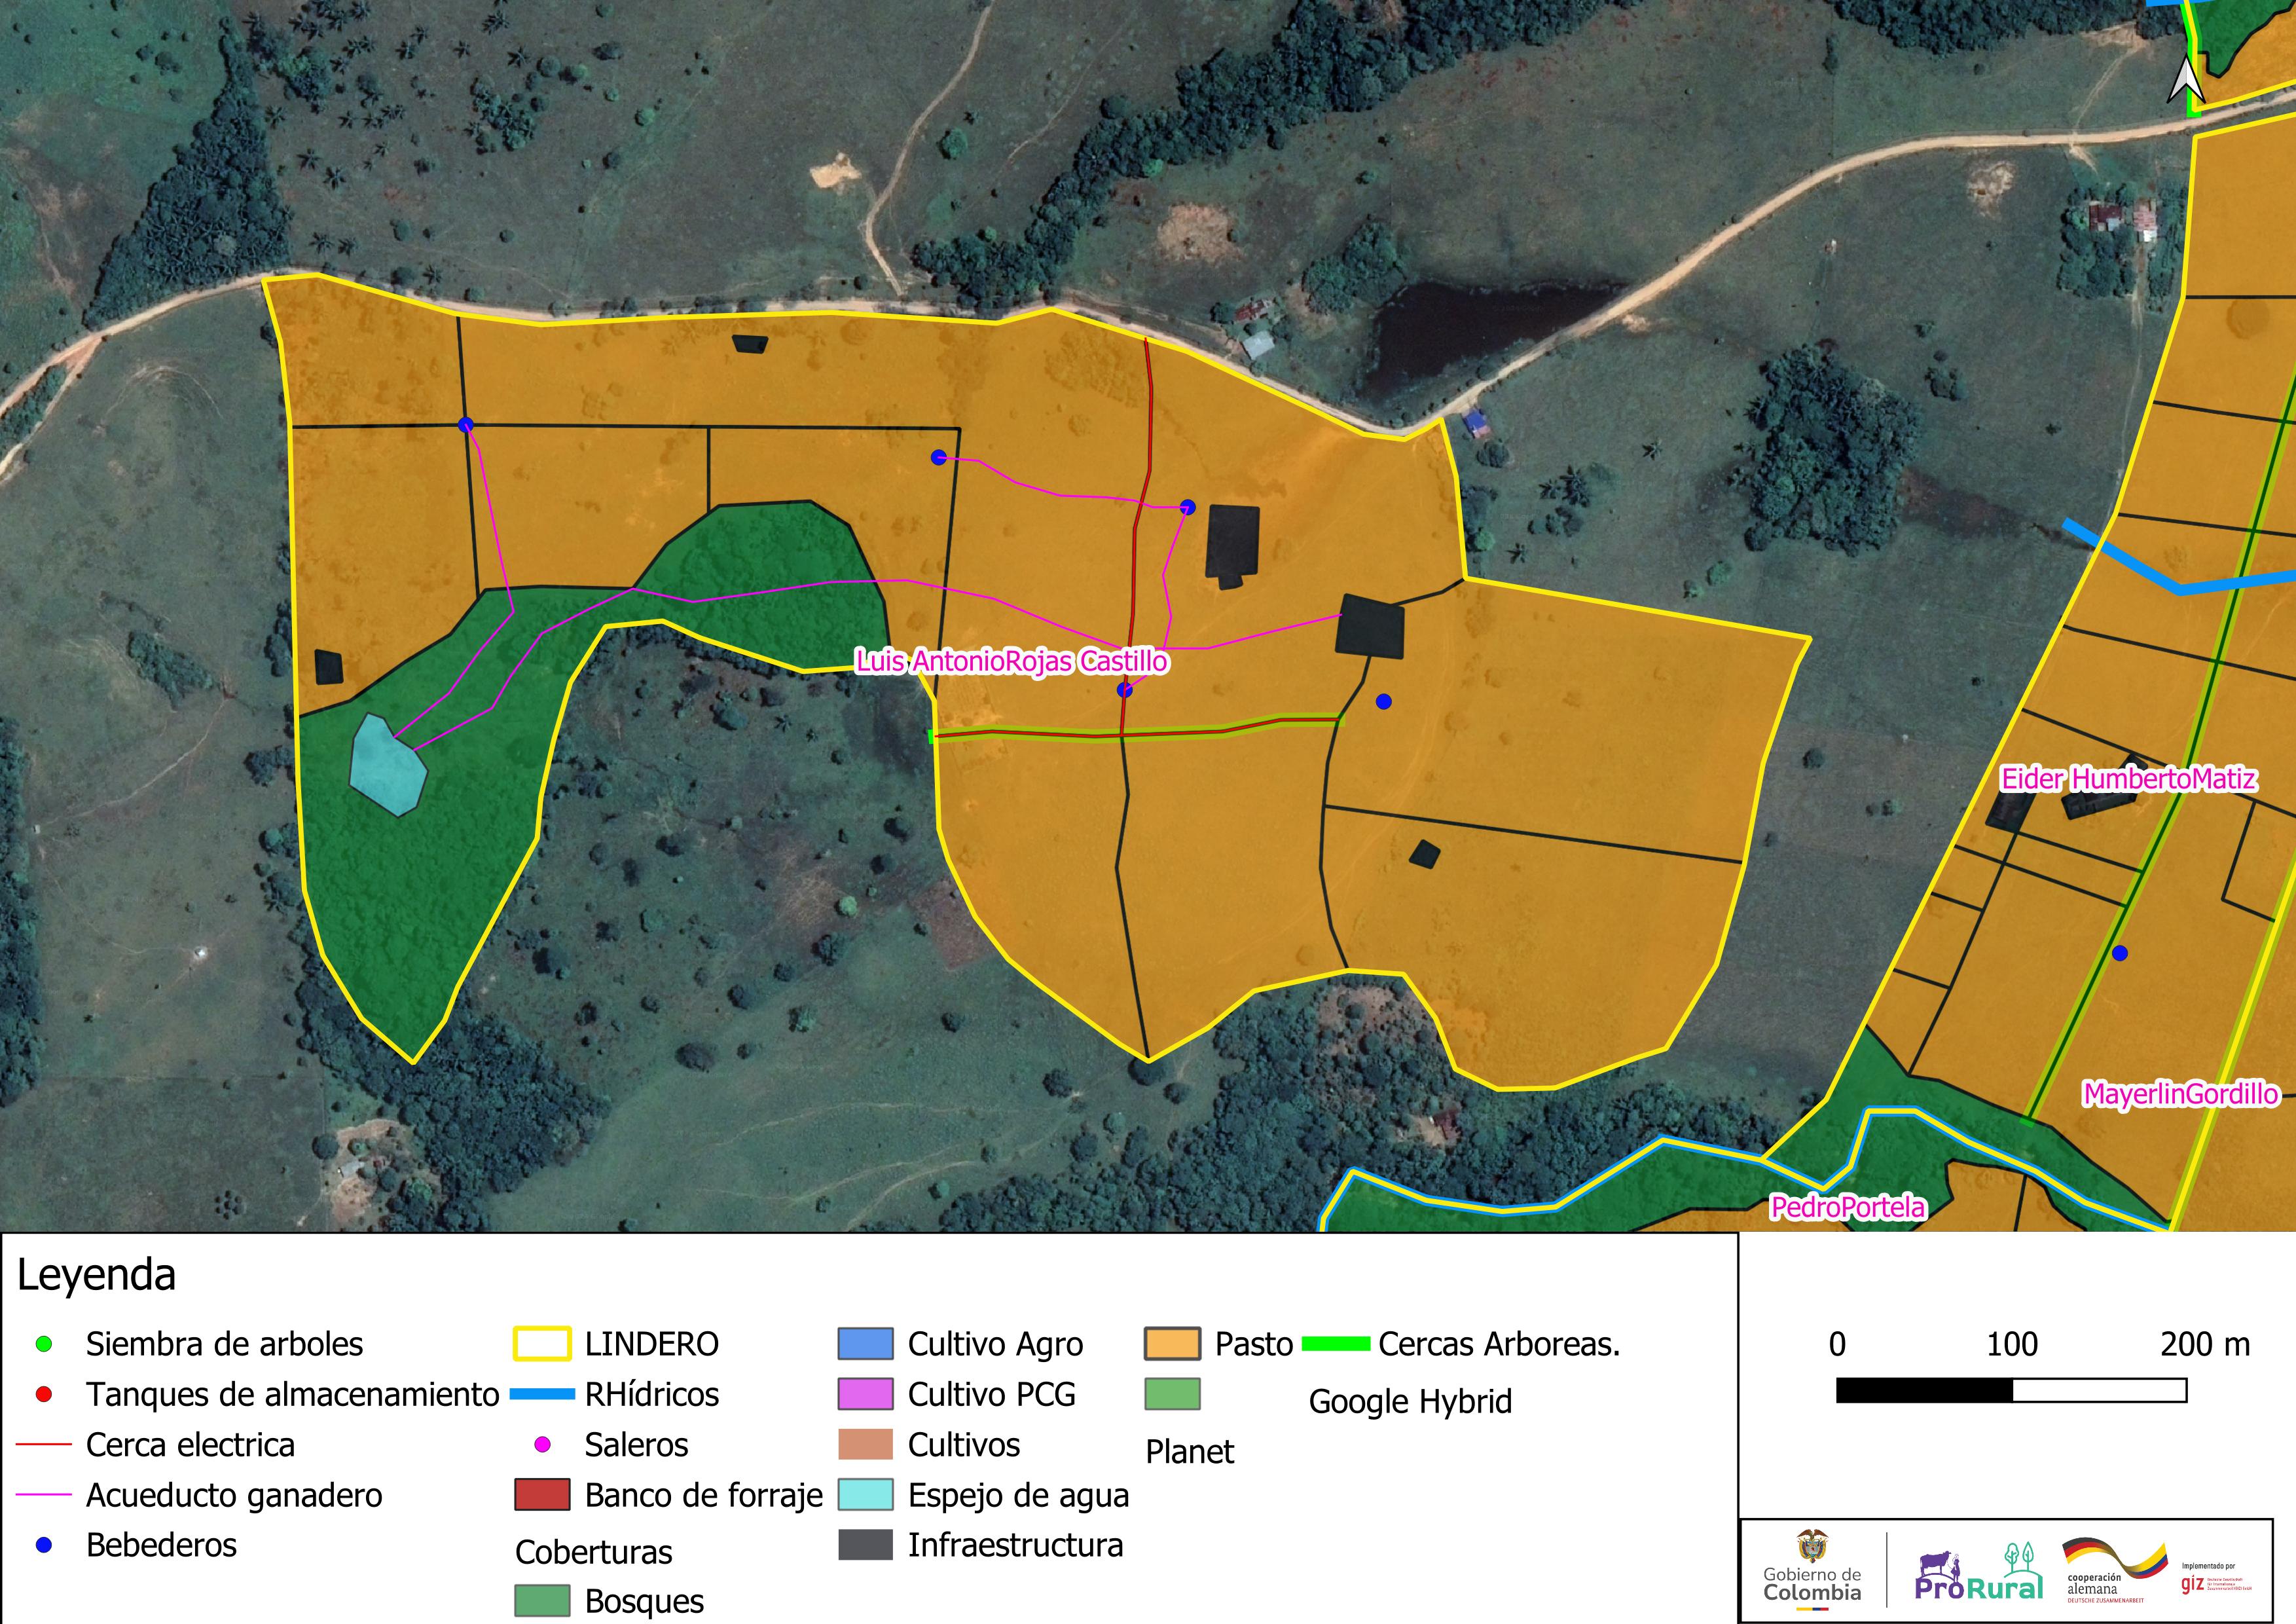 Luis AntonioRojas Castillo
Eider HumbertoMatiz
MayerlinGordillo
PedroPortela
Leyenda
Siembra de arboles
Tanques de almacenamiento
Cerca electrica
Acueducto ganadero
Bebederos
LINDERO
RHídricos
Saleros
Banco de forraje
Coberturas
Bosques
Cultivo Agro
Cultivo PCG
Cultivos
Espejo de agua
Infraestructura
Pasto
Planet
Cercas Arboreas.
Google Hybrid
0 100 200 m
Gobierno de
Colombia
ProRural
cooperación
alemana
DEUTSCHE ZUSAMMENARBEIT
Implementado por
giz